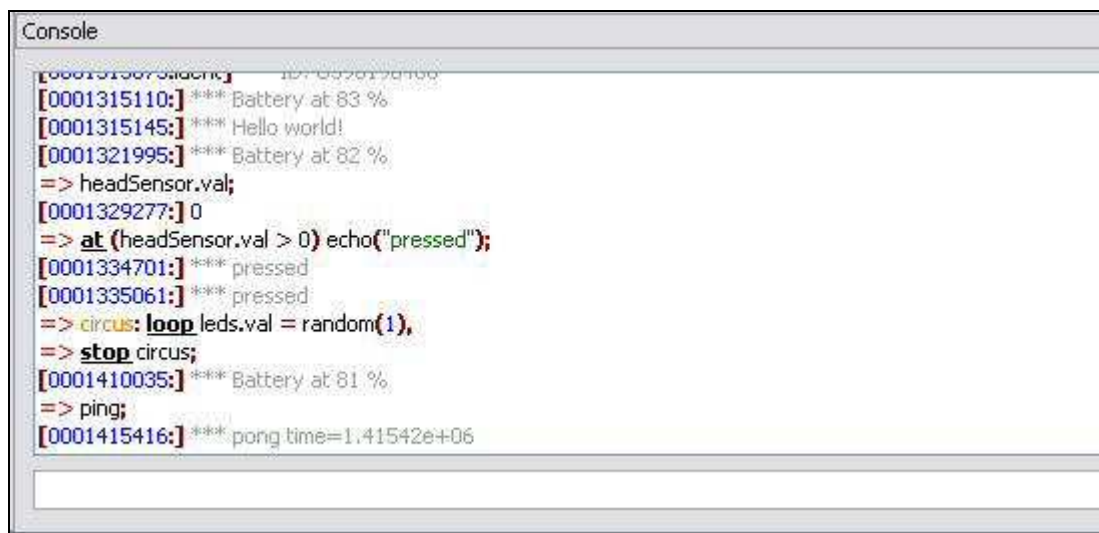 Console
[0001315110:] *** Battery at 83 %
[0001315145:] *** Hello world!
[0001321995:] *** Battery at 82 %
=> headSensor.val;
[0001329277:] 0
=> at (headSensor.val > 0) echo("pressed");
[0001334701:] *** pressed
[0001335061:] *** pressed
=> circus: loop leds.val = random(1),
=> stop circus;
[0001410035:] *** Battery at 81 %
=> ping;
[0001415416:] *** pong time=1.41542e+06